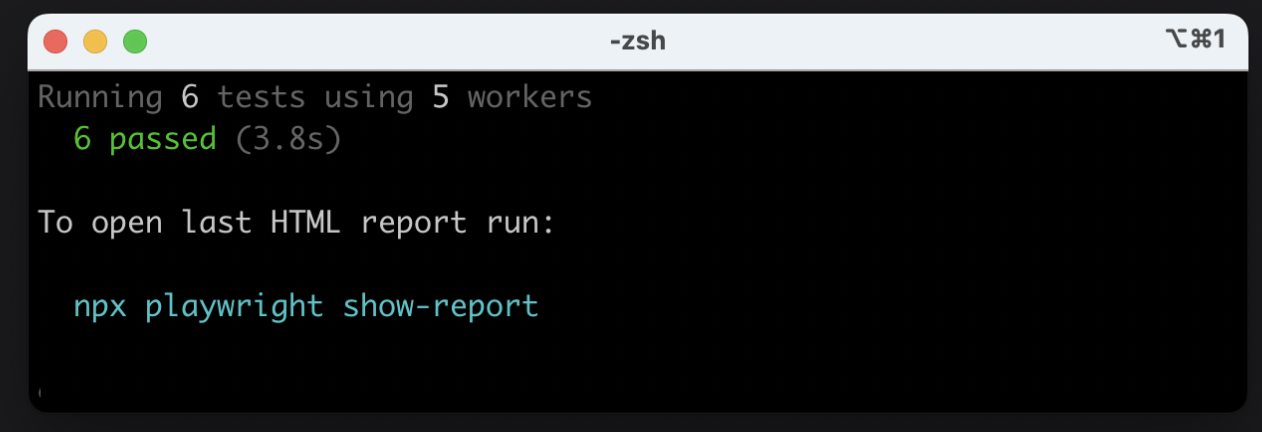 -zsh
⌥⌘1
Running 6 tests using 5 workers
6 passed (3.8s)
To open last HTML report run:
npx playwright show-report